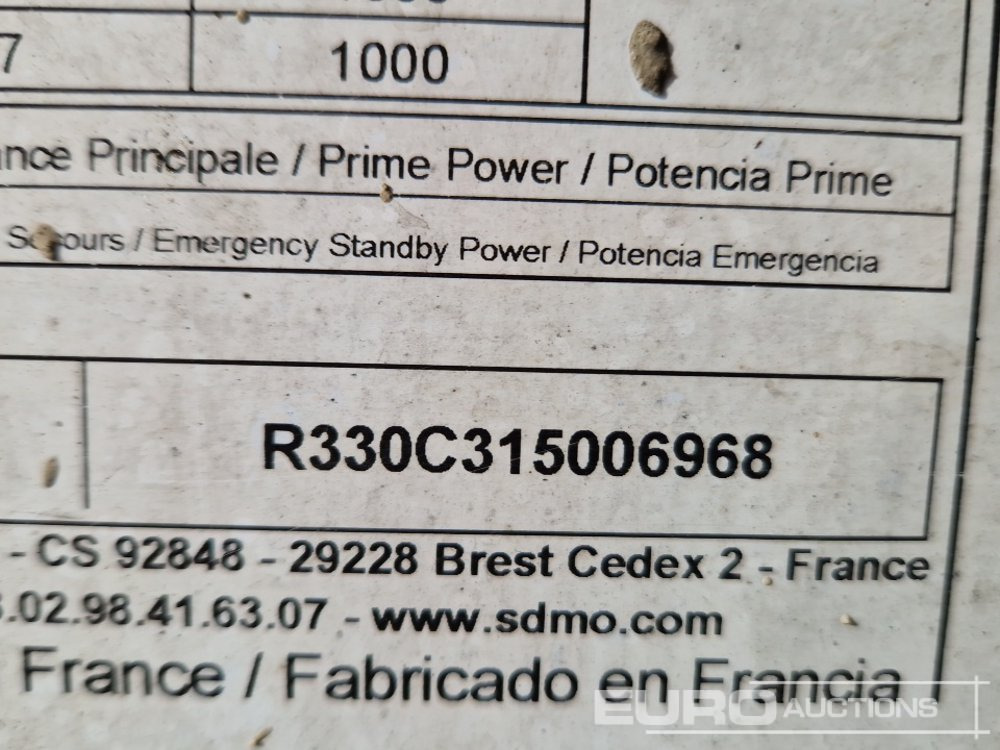 7 1000
Principale / Prime Power / Potencia Prime
Secours / Emergency Standby Power / Potencia Emergencia
R330C315006968
- CS 92848 - 29228 Brest Cedex 2 - France
.02.98.41.63.07 - www.sdmo.com
France / Fabricado en Francia
EURO AUCTIONS